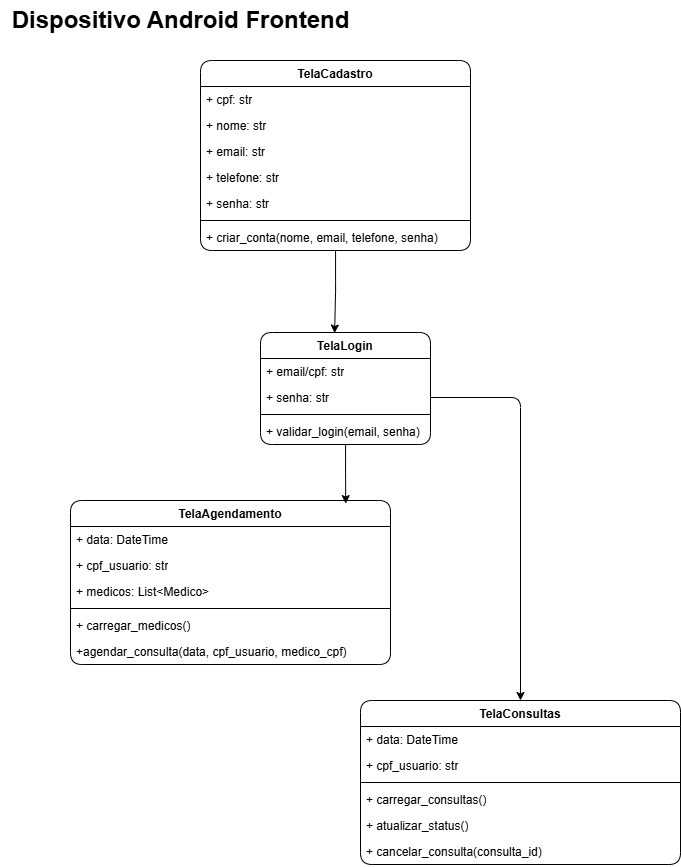 Dispositivo Android Frontend
TelaCadastro
+ cpf: str
+ nome: str
+ email: str
+ telefone: str
+ senha: str
+ criar_conta(nome, email, telefone, senha)
TelaLogin
+ email/cpf: str
+ senha: str
+ validar_login(email, senha)
TelaAgendamento
+ data: DateTime
+ cpf_usuario: str
+ medicos: List<Medico>
+ carregar_medicos()
+agendar_consulta(data, cpf_usuario, medico_cpf)
TelaConsultas
+ data: DateTime
+ cpf_usuario: str
+ carregar_consultas()
+ atualizar_status()
+ cancelar_consulta(consulta_id)